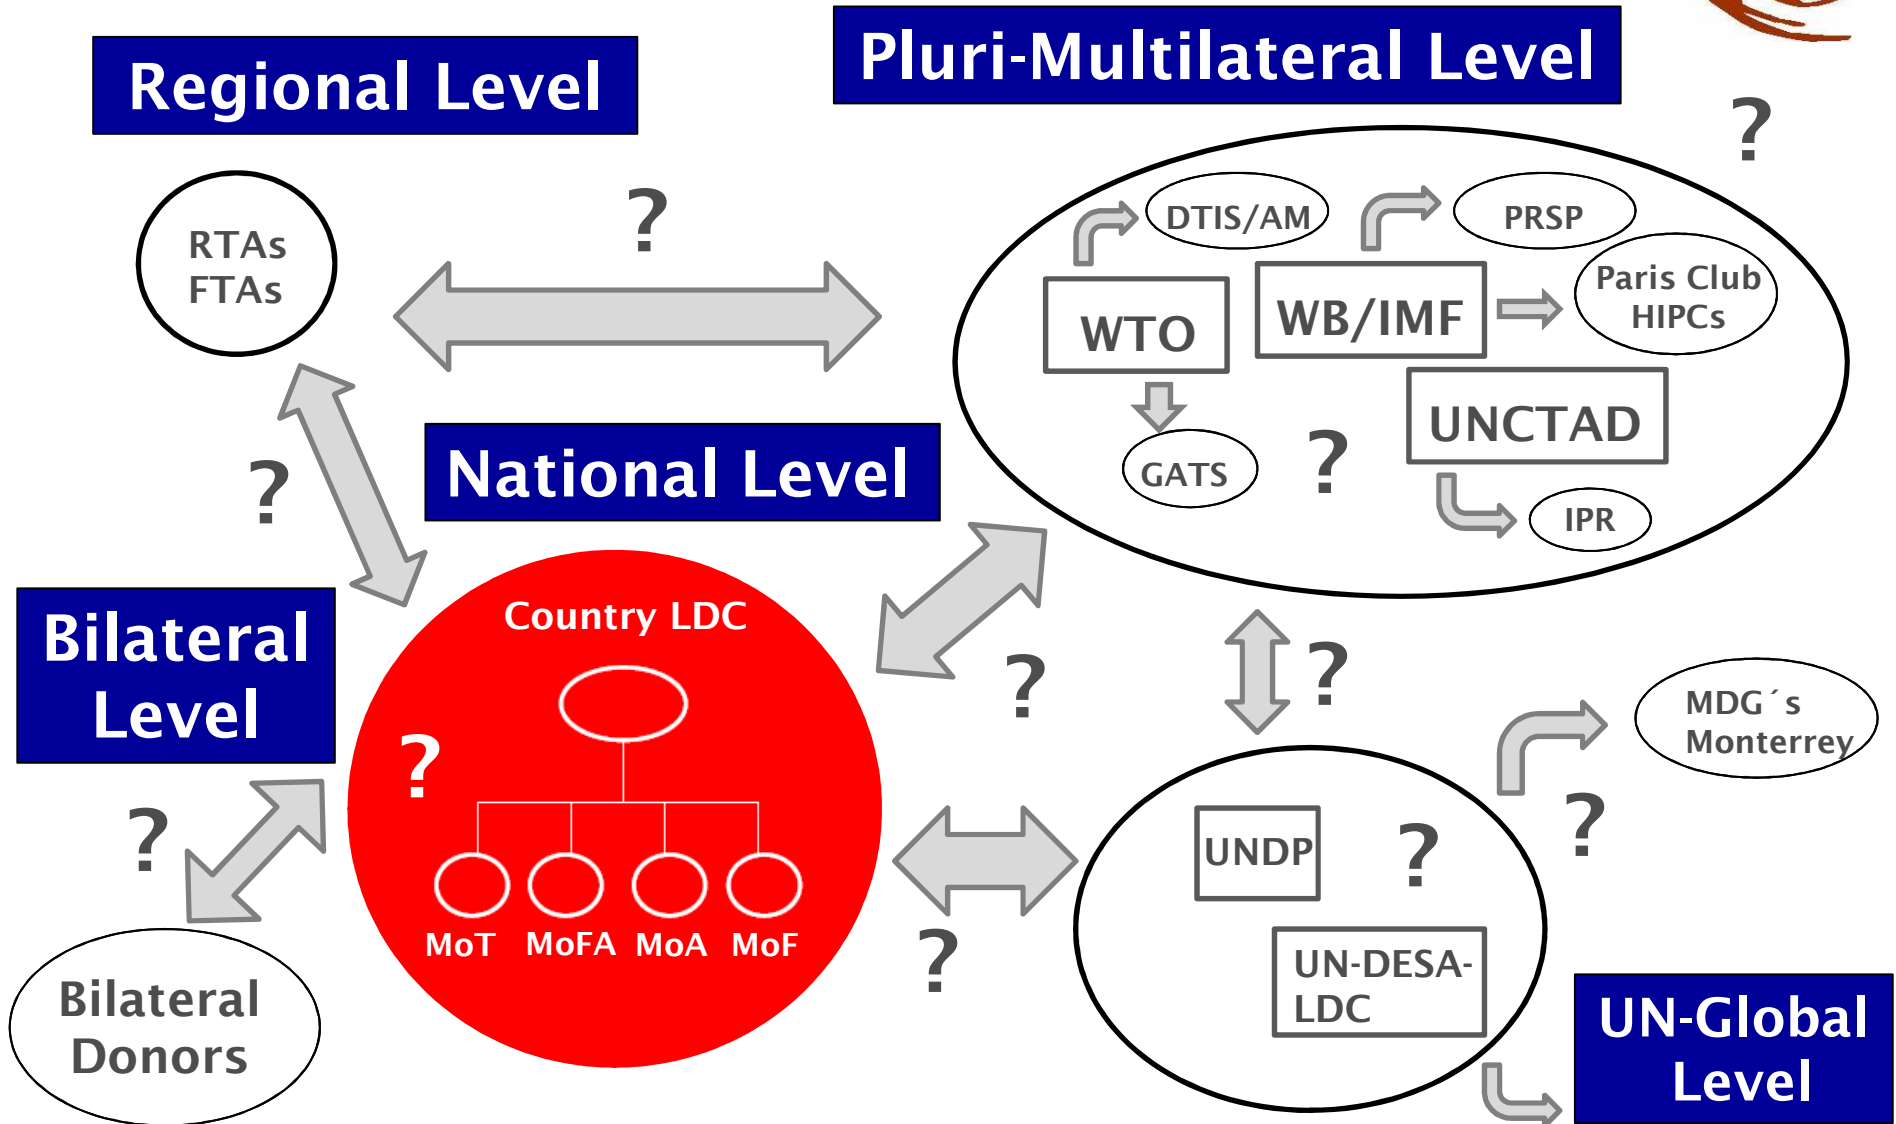 Regional Level
Pluri-Multilateral Level
?
RTAs
FTAs
?
DTIS/AM
PRSP
WTO
WB/IMF
Paris Club
HIPCs
UNCTAD
GATS
?
IPR
?
National Level
Bilateral
Level
Country LDC
?
MoT MoFA MoA MoF
?
?
MDG´s
Monterrey
?
?
Bilateral
Donors
?
UNDP
?
UN-DESA-
LDC
UN-Global
Level